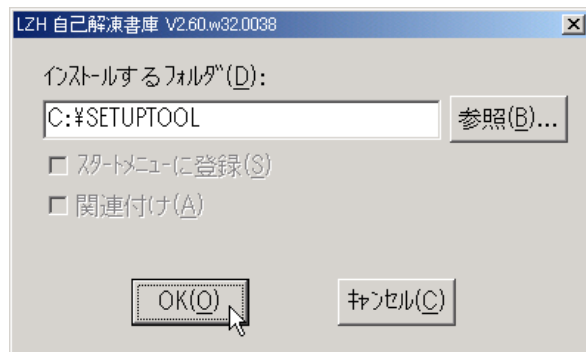 LZH 自己解凍書庫 V2.60.w32.0038
ｲﾝｽﾄｰﾙするﾌｫﾙﾀﾞ(D):
C:¥SETUPTOOL
参照(B)...
ｽﾀｰﾄﾒﾆｭｰに登録(S)
関連付け(A)
OK(O)
ｷｬﾝｾﾙ(C)